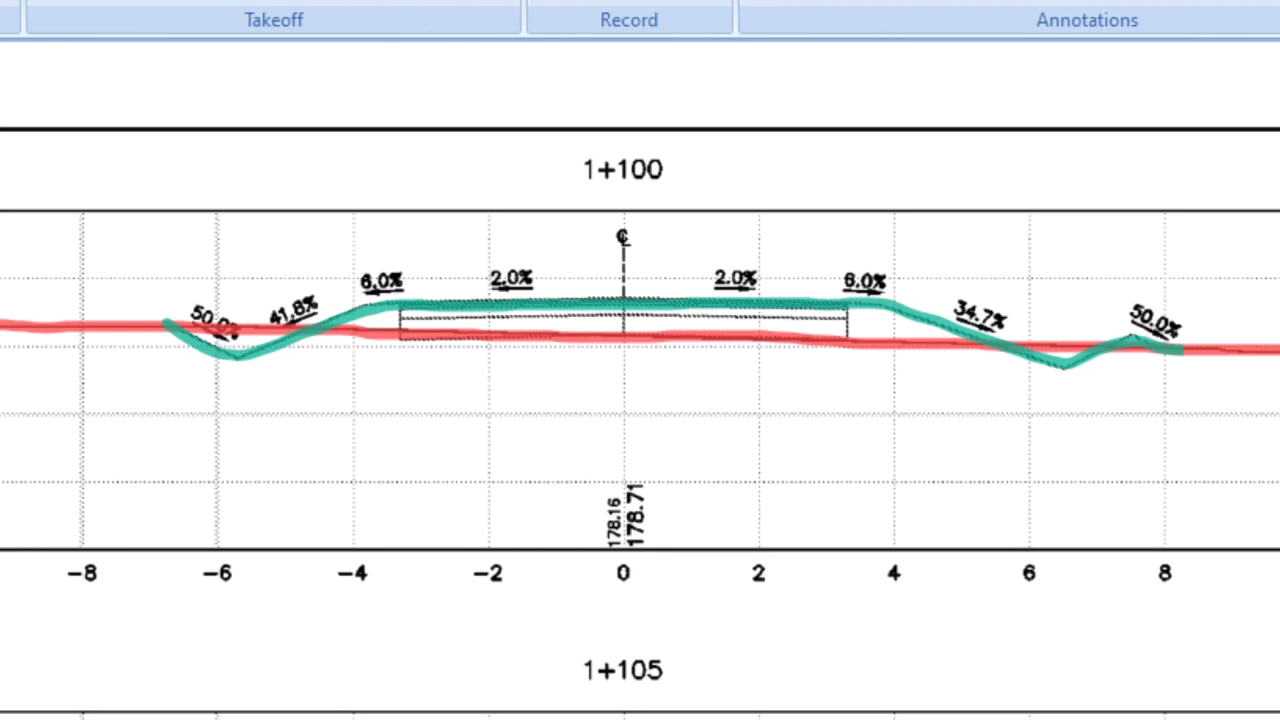 Takeoff Record Annotations
1+100
℄
6.0% 2.0% 2.0% 6.0%
50.0% 41.8% 34.7% 50.0%
178.16
178.71
-8 -6 -4 -2 0 2 4 6 8
1+105